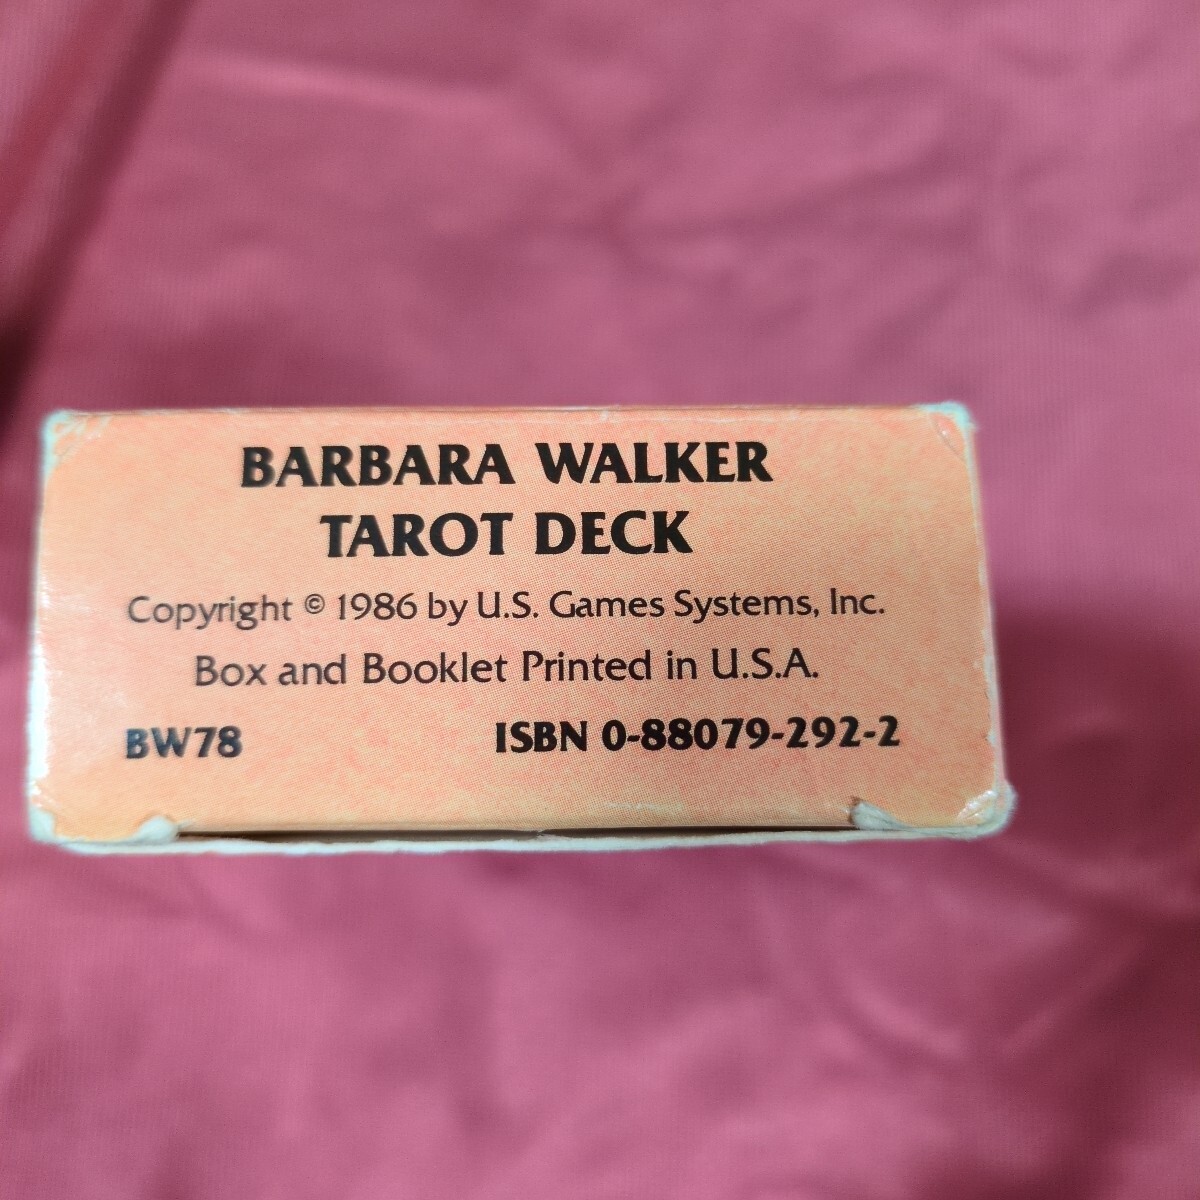 BARBARA WALKER
TAROT DECK
Copyright © 1986 by U.S. Games Systems, Inc.
Box and Booklet Printed in U.S.A.
BW78 ISBN 0-88079-292-2